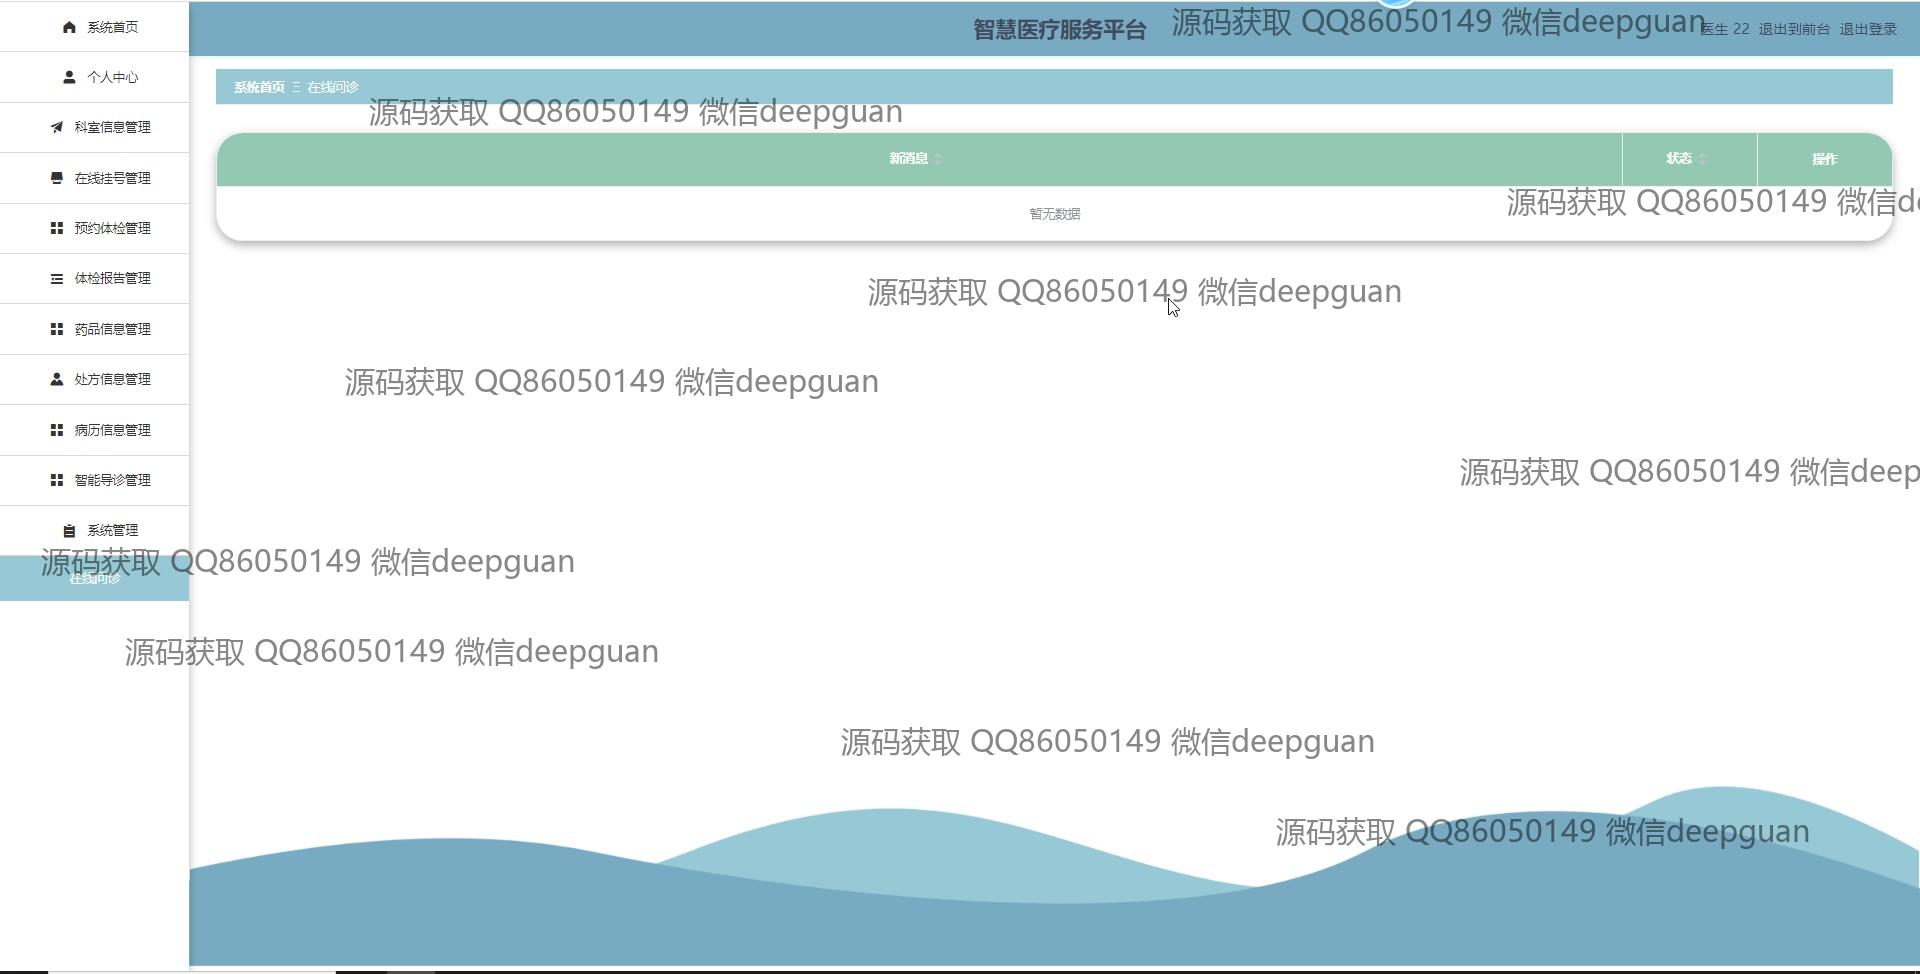 系统首页
个人中心
科室信息管理
在线挂号管理
预约体检管理
体检报告管理
药品信息管理
处方信息管理
病历信息管理
智能导诊管理
系统管理
在线问诊
智慧医疗服务平台
医生 22 退出到前台 退出登录
系统首页 Ξ 在线问诊
新消息 状态 操作
暂无数据
源码获取 QQ86050149 微信deepguan
源码获取 QQ86050149 微信deepguan
源码获取 QQ86050149 微信de
源码获取 QQ86050149 微信deepguan
源码获取 QQ86050149 微信deepguan
源码获取 QQ86050149 微信deep
源码获取 QQ86050149 微信deepguan
源码获取 QQ86050149 微信deepguan
源码获取 QQ86050149 微信deepguan
源码获取 QQ86050149 微信deepguan